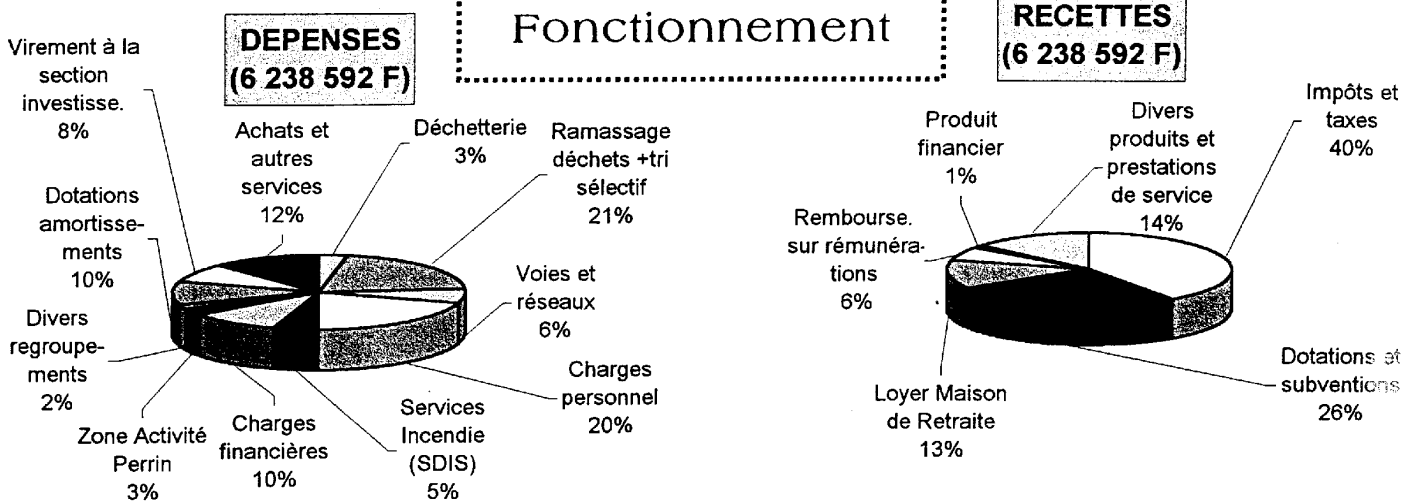 Fonctionnement
DEPENSES
(6 238 592 F)
Virement à la
section
investisse.
8%
Achats et
autres
services
12%
Déchetterie
3%
Ramassage
déchets +tri
sélectif
21%
Dotations
amortisse-
ments
10%
Voies et
réseaux
6%
Divers
regroupe-
ments
2%
Charges
personnel
20%
Zone Activité
Perrin
3%
Charges
financières
10%
Services
Incendie
(SDIS)
5%
RECETTES
(6 238 592 F)
Produit
financier
1%
Divers
produits et
prestations
de service
14%
Impôts et
taxes
40%
Rembourse.
sur rémunéra-
tions
6%
Loyer Maison
de Retraite
13%
Dotations et
subventions
26%